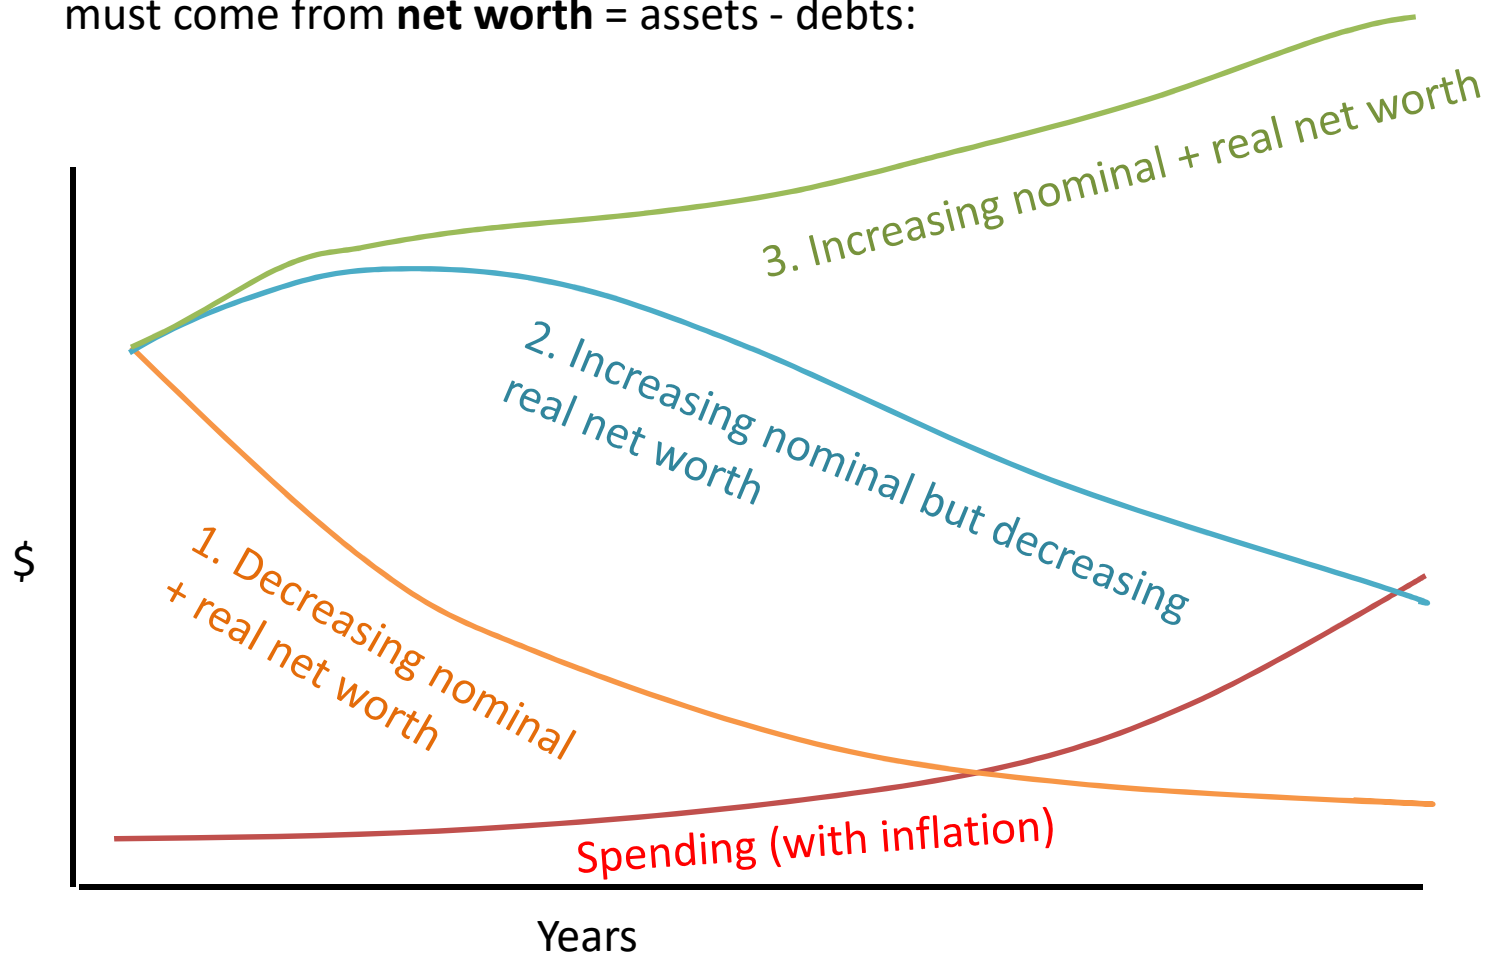 must come from net worth = assets - debts:
3. Increasing nominal + real net worth
2. Increasing nominal but decreasing
real net worth
1. Decreasing nominal
+ real net worth
$
Spending (with inflation)
Years